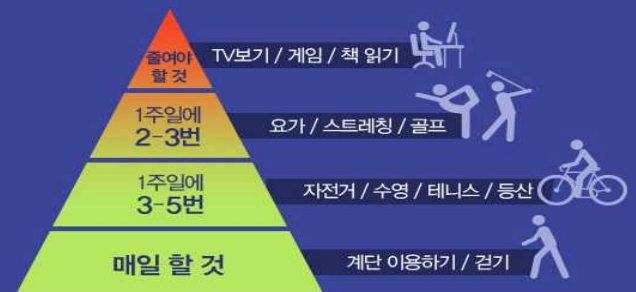 줄여야
할 것
TV보기 / 게임 / 책 읽기
1주일에
2-3번
요가 / 스트레칭 / 골프
1주일에
3-5번
자전거 / 수영 / 테니스 / 등산
매일 할 것
계단 이용하기 / 걷기